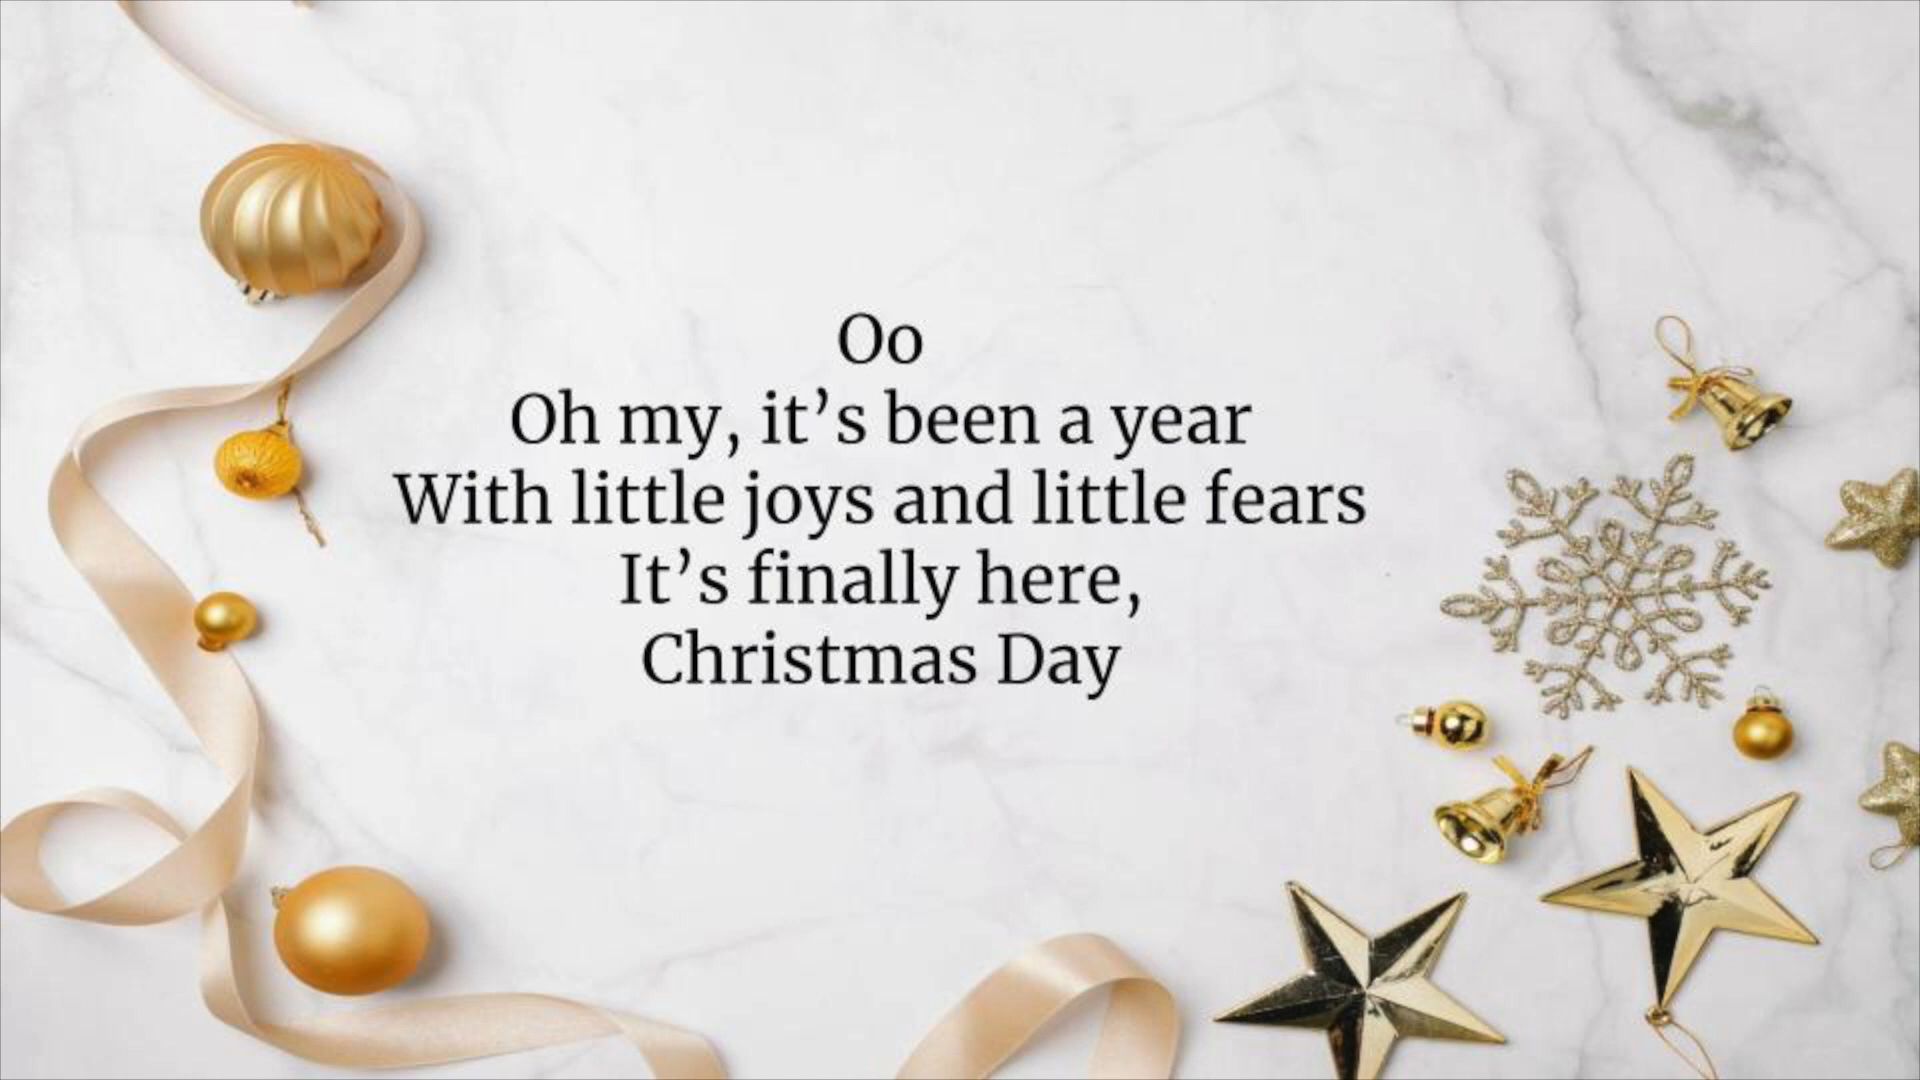 Oo
Oh my, it’s been a year
With little joys and little fears
It’s finally here,
Christmas Day